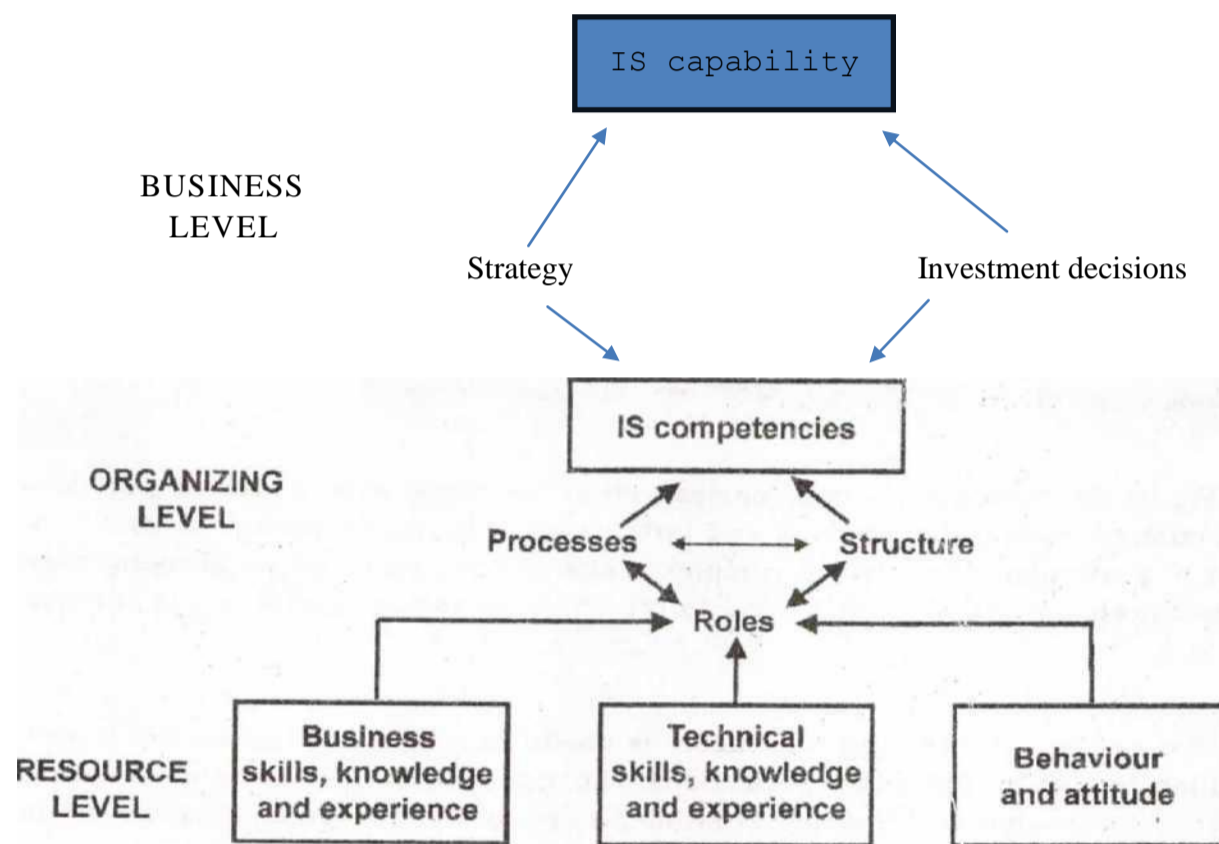 IS capability
BUSINESS
LEVEL
Strategy
Investment decisions
IS competencies
ORGANIZING
LEVEL
Processes
Structure
Roles
RESOURCE
LEVEL
Business
skills, knowledge
and experience
Technical
skills, knowledge
and experience
Behaviour
and attitude